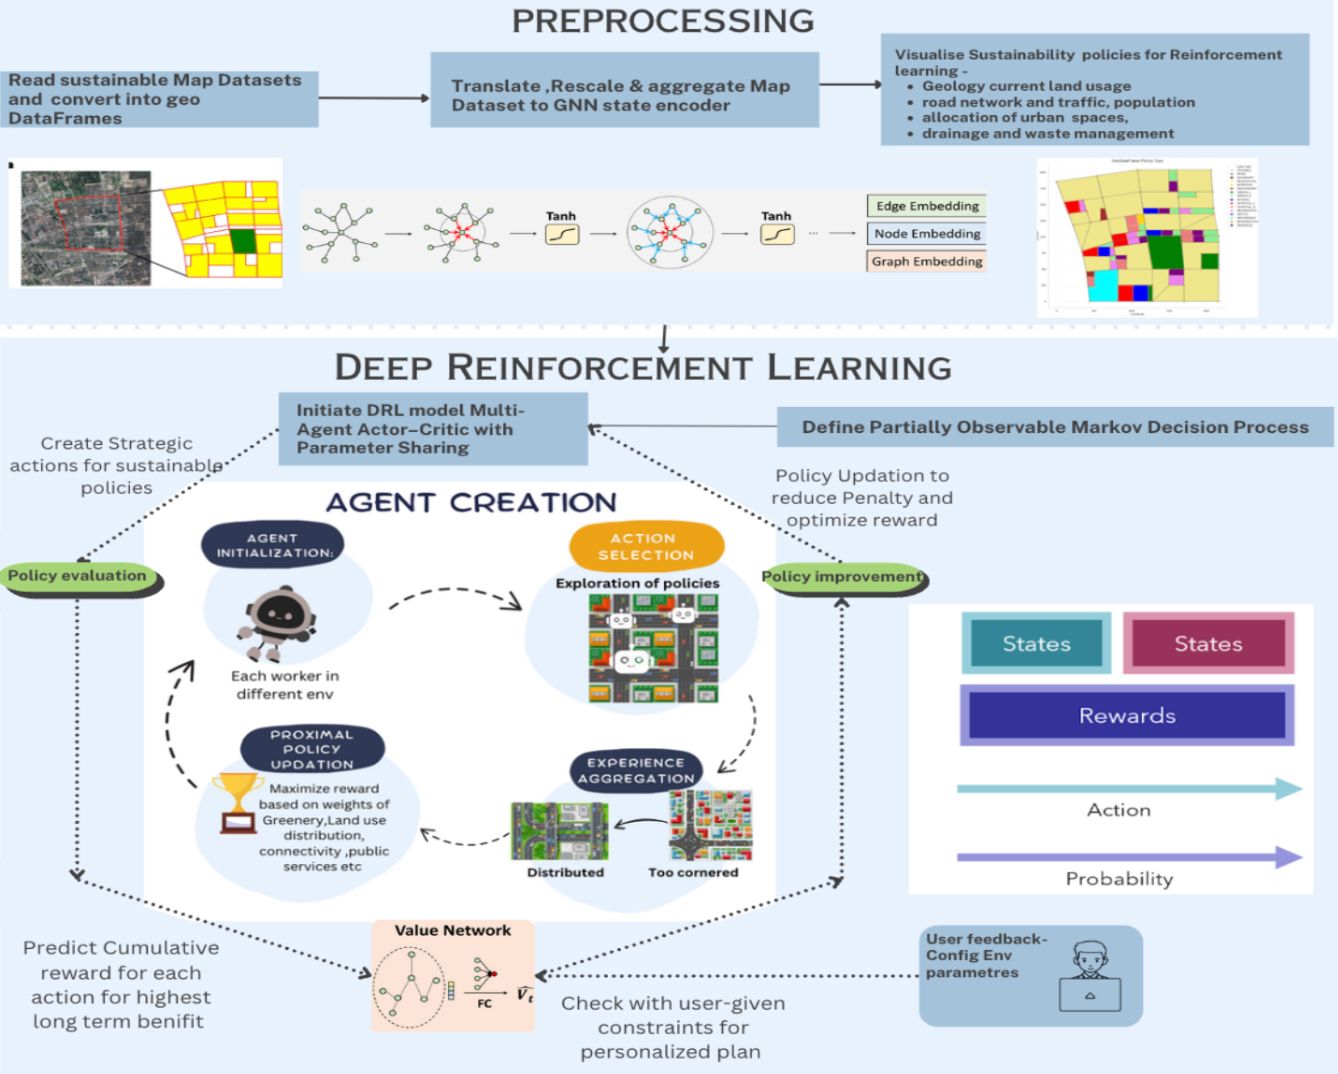 PREPROCESSING
Read sustainable Map Datasets
and convert into geo
DataFrames
Translate ,Rescale & aggregate Map
Dataset to GNN state encoder
Visualise Sustainability policies for Reinforcement
learning -
• Geology current land usage
• road network and traffic, population
• allocation of urban spaces,
• drainage and waste management
Tanh
Tanh
...
Edge Embedding
Node Embedding
Graph Embedding
DEEP REINFORCEMENT LEARNING
Initiate DRL model Multi-
Agent Actor–Critic with
Parameter Sharing
Define Partially Observable Markov Decision Process
Create Strategic
actions for sustainable
policies
Policy Updation to
reduce Penalty and
optimize reward
AGENT CREATION
Policy evaluation
Policy improvement
AGENT
INITIALIZATION:
Each worker in
different env
ACTION
SELECTION
Exploration of policies
PROXIMAL
POLICY
UPDATION
Maximize reward
based on weights of
Greenery,Land use
distribution,
connectivity ,public
services etc
EXPERIENCE
AGGREGATION
Distributed
Too cornered
States
States
Rewards
Action
Probability
Predict Cumulative
reward for each
action for highest
long term benifit
Value Network
FC
V̂t
Check with user-given
constraints for
personalized plan
User feedback-
Config Env
parametres